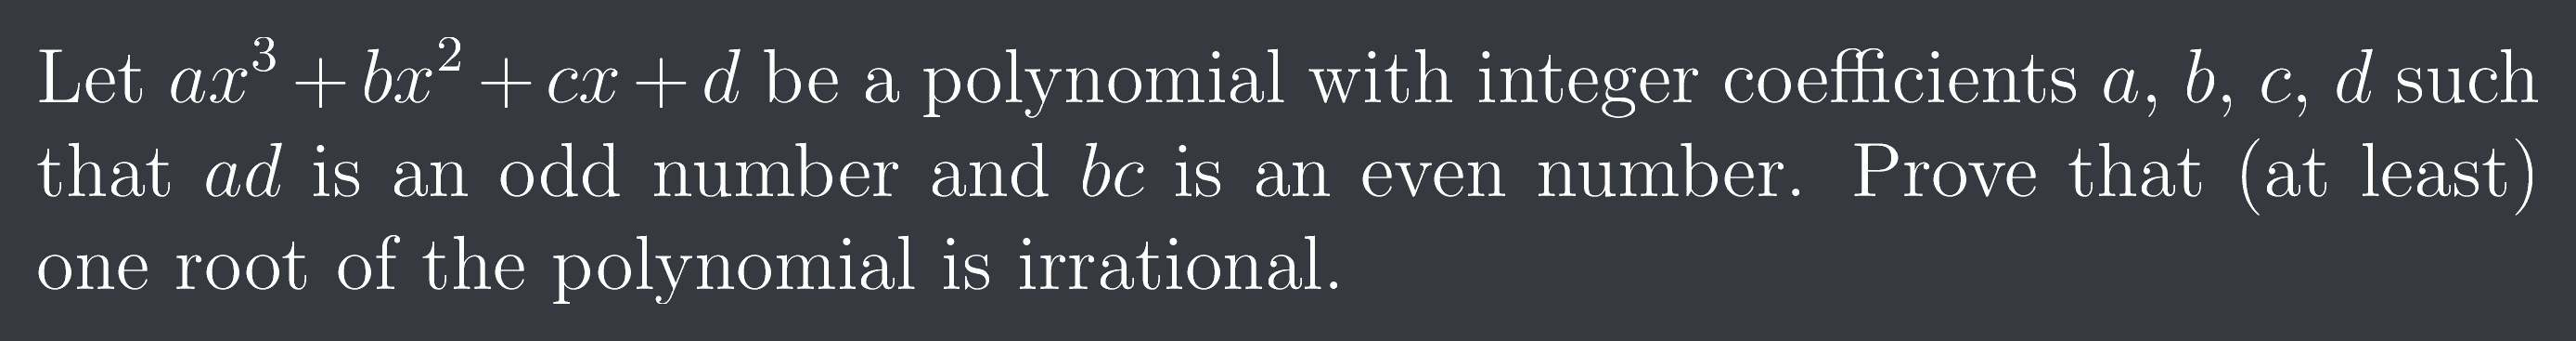 Let $ax^3 + bx^2 + cx + d$ be a polynomial with integer coefficients $a$, $b$, $c$, $d$ such
that $ad$ is an odd number and $bc$ is an even number. Prove that (at least)
one root of the polynomial is irrational.